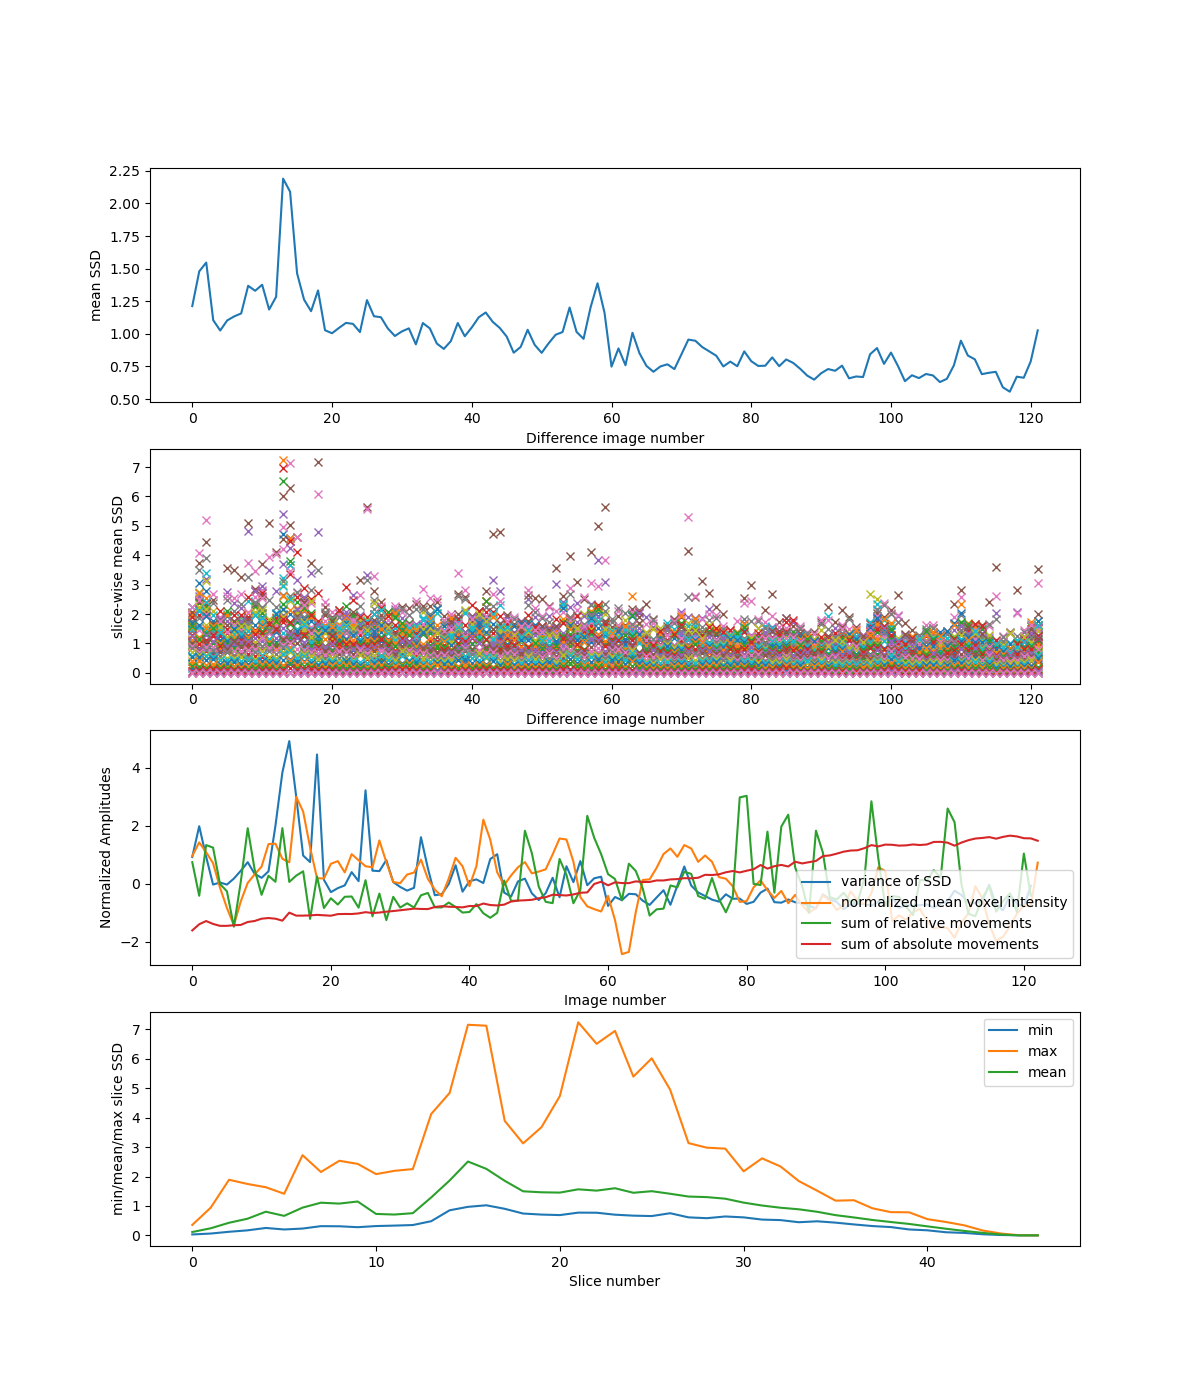 2.25
2.00
1.75
1.50
1.25
1.00
0.75
0.50
mean SSD
0 20 40 60 80 100 120
Difference image number
7
6
5
4
3
2
1
0
slice-wise mean SSD
0 20 40 60 80 100 120
Difference image number
4
2
0
−2
Normalized Amplitudes
variance of SSD
normalized mean voxel intensity
sum of relative movements
sum of absolute movements
0 20 40 60 80 100 120
Image number
7
6
5
4
3
2
1
0
min/mean/max slice SSD
min
max
mean
0 10 20 30 40
Slice number